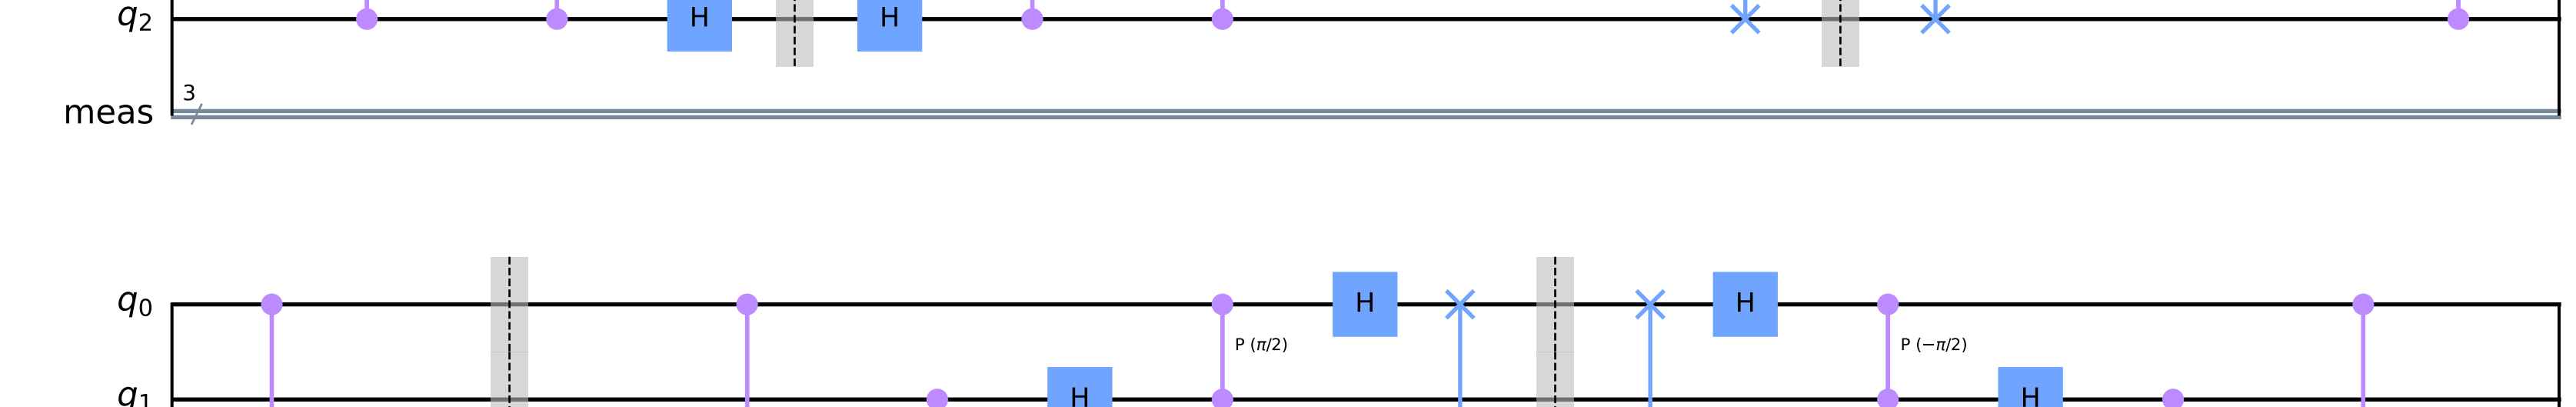 q2 H H
3
meas
q0 H H
P (π/2) P (−π/2)
q1 H H